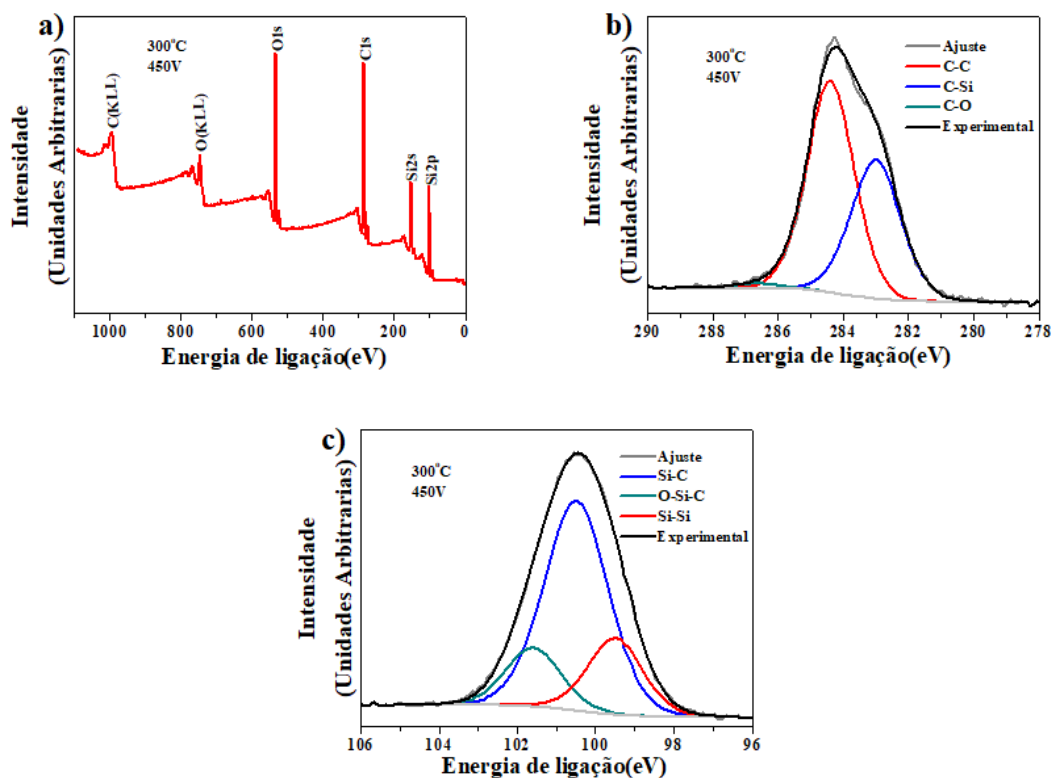 a)
300°C
450V
C(KLL)
O(KLL)
O1s
C1s
Si2s
Si2p
Intensidade
(Unidades Arbitrarias)
1000 800 600 400 200 0
Energia de ligação(eV)
b)
300°C
450V
Ajuste
C-C
C-Si
C-O
Experimental
Intensidade
(Unidades Arbitrarias)
290 288 286 284 282 280 278
Energia de ligação(eV)
c)
300°C
450V
Ajuste
Si-C
O-Si-C
Si-Si
Experimental
Intensidade
(Unidades Arbitrarias)
106 104 102 100 98 96
Energia de ligação(eV)